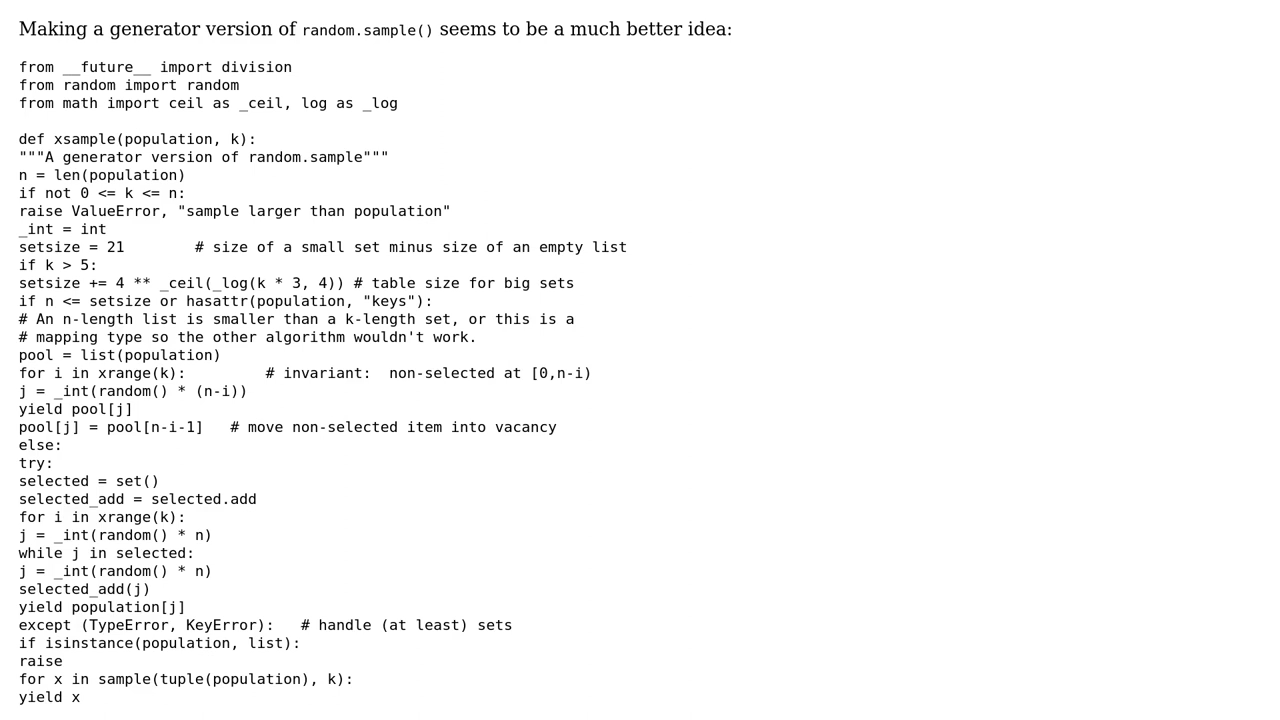 Making a generator version of random.sample() seems to be a much better idea:
from __future__ import division
from random import random
from math import ceil as _ceil, log as _log
def xsample(population, k):
"""A generator version of random.sample"""
n = len(population)
if not 0 <= k <= n:
raise ValueError, "sample larger than population"
_int = int
setsize = 21        # size of a small set minus size of an empty list
if k > 5:
setsize += 4 ** _ceil(_log(k * 3, 4)) # table size for big sets
if n <= setsize or hasattr(population, "keys"):
# An n-length list is smaller than a k-length set, or this is a
# mapping type so the other algorithm wouldn't work.
pool = list(population)
for i in xrange(k):         # invariant:  non-selected at [0,n-i)
j = _int(random() * (n-i))
yield pool[j]
pool[j] = pool[n-i-1]   # move non-selected item into vacancy
else:
try:
selected = set()
selected_add = selected.add
for i in xrange(k):
j = _int(random() * n)
while j in selected:
j = _int(random() * n)
selected_add(j)
yield population[j]
except (TypeError, KeyError):   # handle (at least) sets
if isinstance(population, list):
raise
for x in sample(tuple(population), k):
yield x